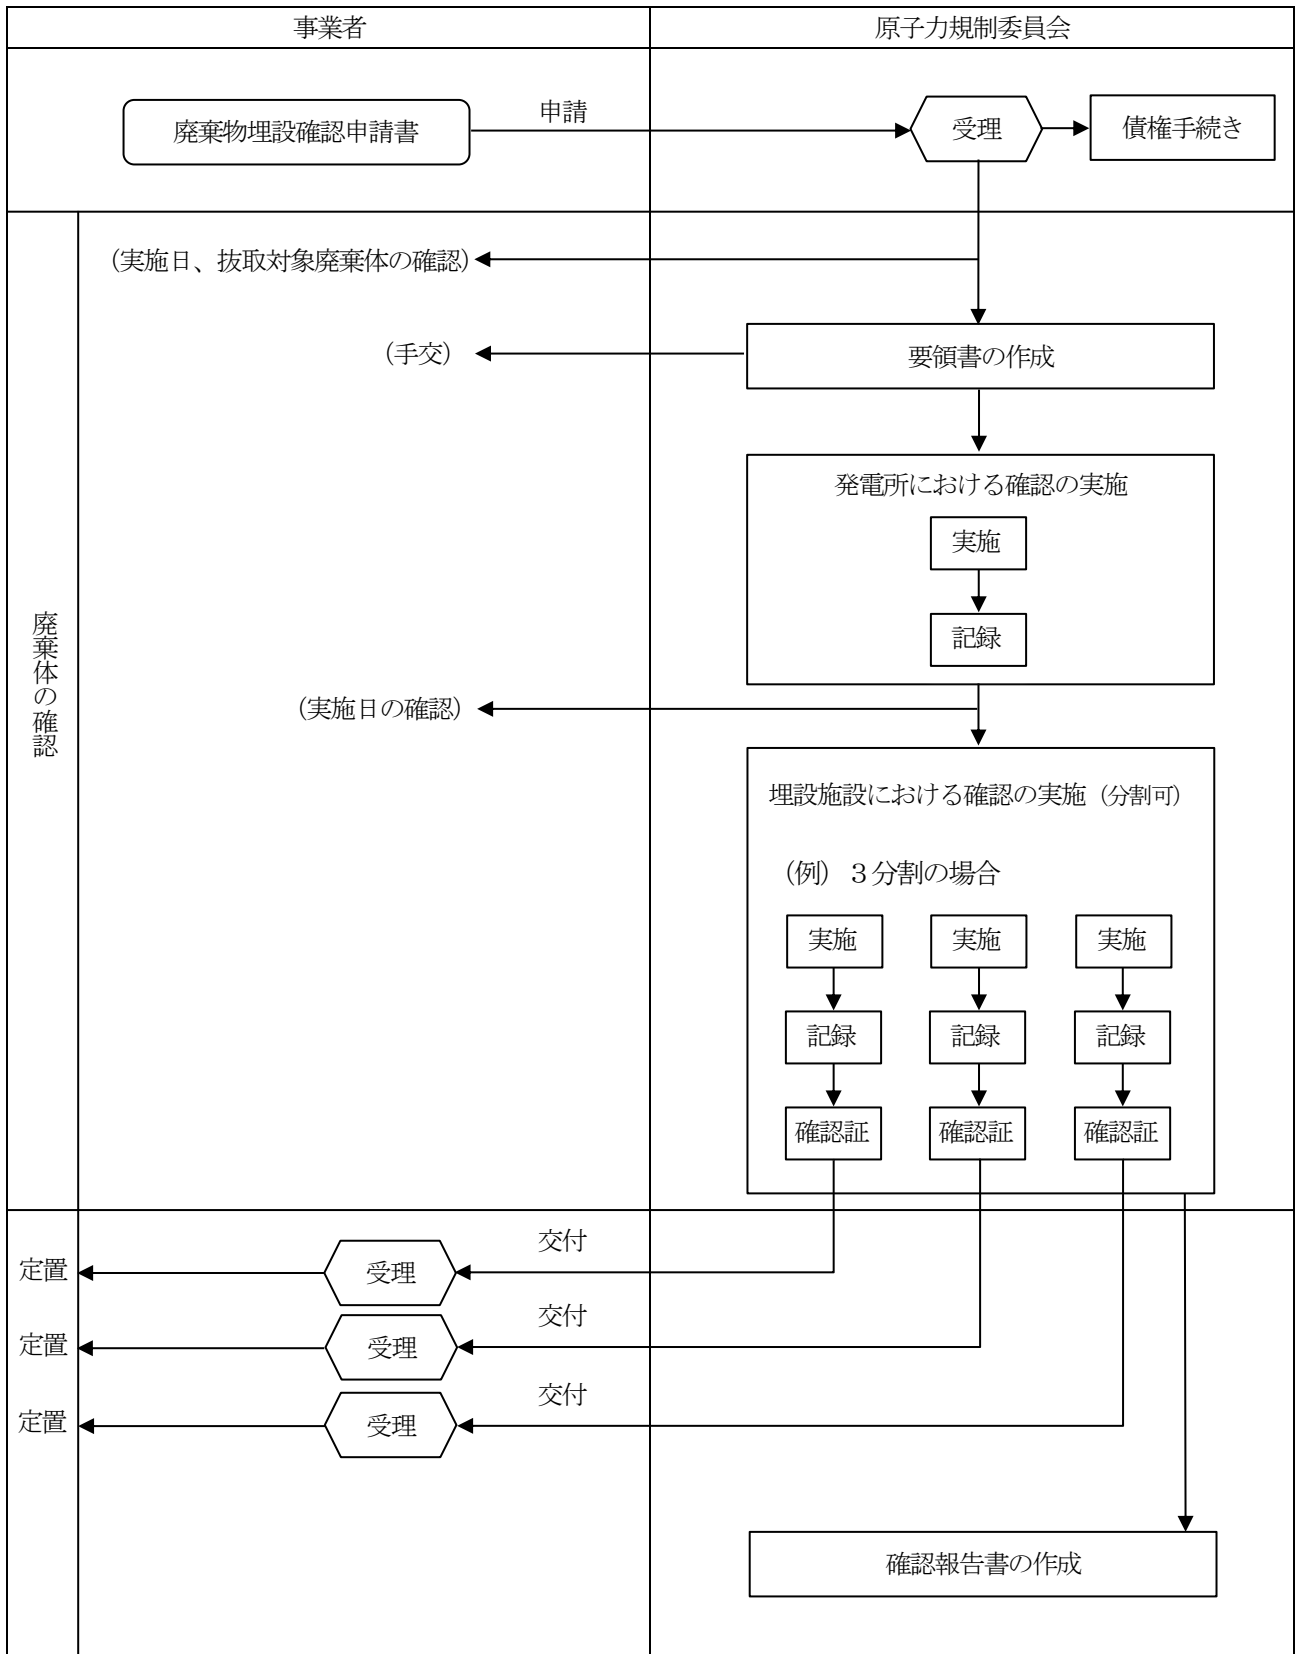 事業者
原子力規制委員会
廃棄物埋設確認申請書
申請
受理
債権手続き
(実施日、抜取対象廃棄体の確認)
(手交)
要領書の作成
発電所における確認の実施
実施
記録
廃棄体の確認
(実施日の確認)
埋設施設における確認の実施(分割可)
(例)3分割の場合
実施 実施 実施
記録 記録 記録
確認証 確認証 確認証
定置 受理 交付
定置 受理 交付
定置 受理 交付
確認報告書の作成